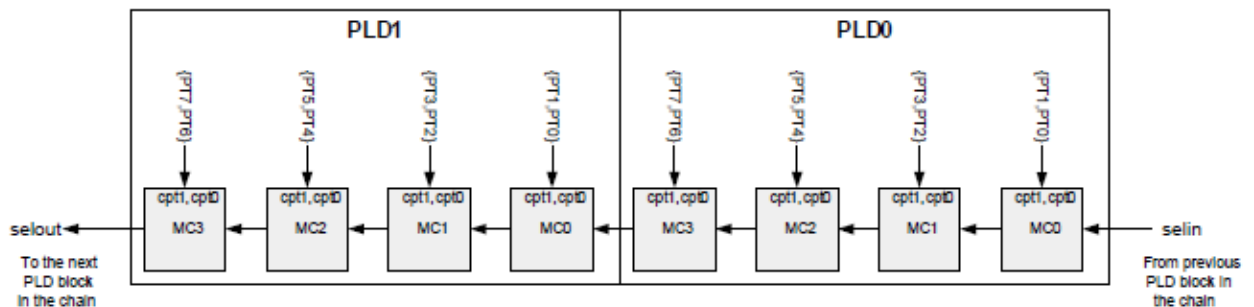 PLD1
PLD0
{PT7,PT6}
{PT5,PT4}
{PT3,PT2}
{PT1,PT0}
{PT7,PT6}
{PT5,PT4}
{PT3,PT2}
{PT1,PT0}
cpt1,cpt0
cpt1,cpt0
cpt1,cpt0
cpt1,cpt0
cpt1,cpt0
cpt1,cpt0
cpt1,cpt0
cpt1,cpt0
selout
MC3
MC2
MC1
MC0
MC3
MC2
MC1
MC0
selin
To the next
PLD block
in the chain
From previous
PLD block in
the chain